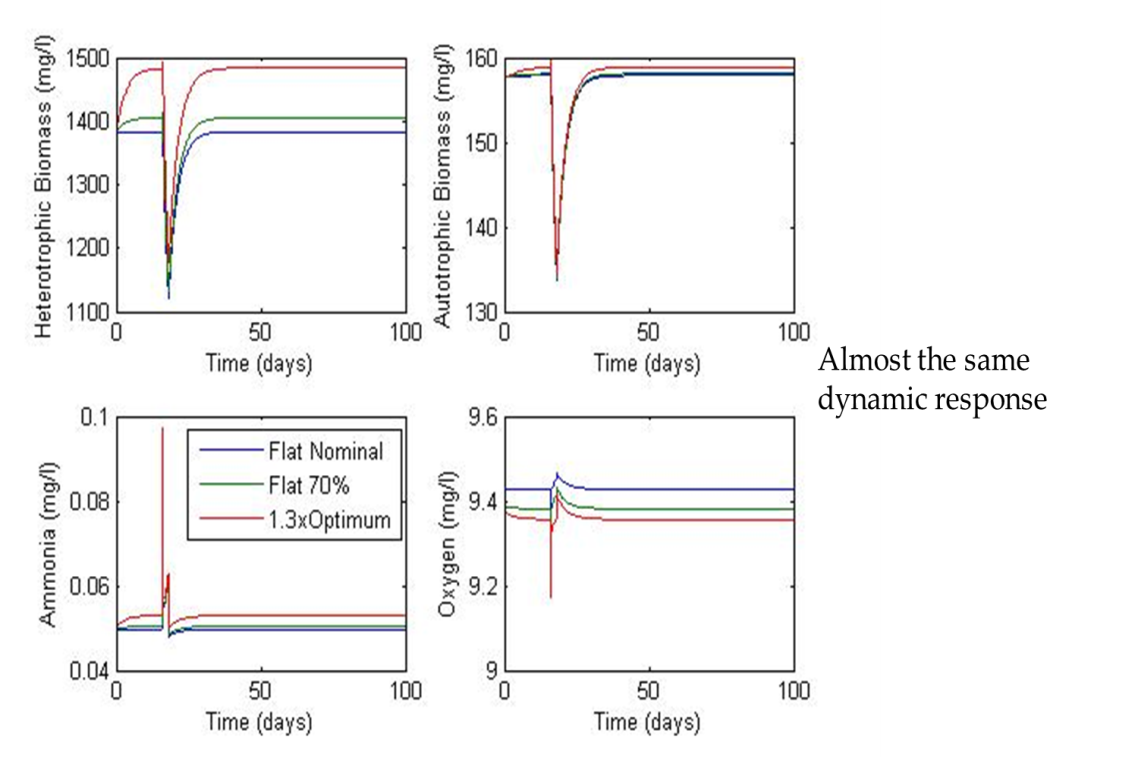 Heterotrophic Biomass (mg/l)
1500
1400
1300
1200
1100
0
50
100
Time (days)
Autotrophic Biomass (mg/l)
160
150
140
130
0
50
100
Time (days)
Almost the same
dynamic response
Ammonia (mg/l)
0.1
0.08
0.06
0.04
Flat Nominal
Flat 70%
1.3xOptimum
0
50
100
Time (days)
Oxygen (mg/l)
9.6
9.4
9.2
9
0
50
100
Time (days)